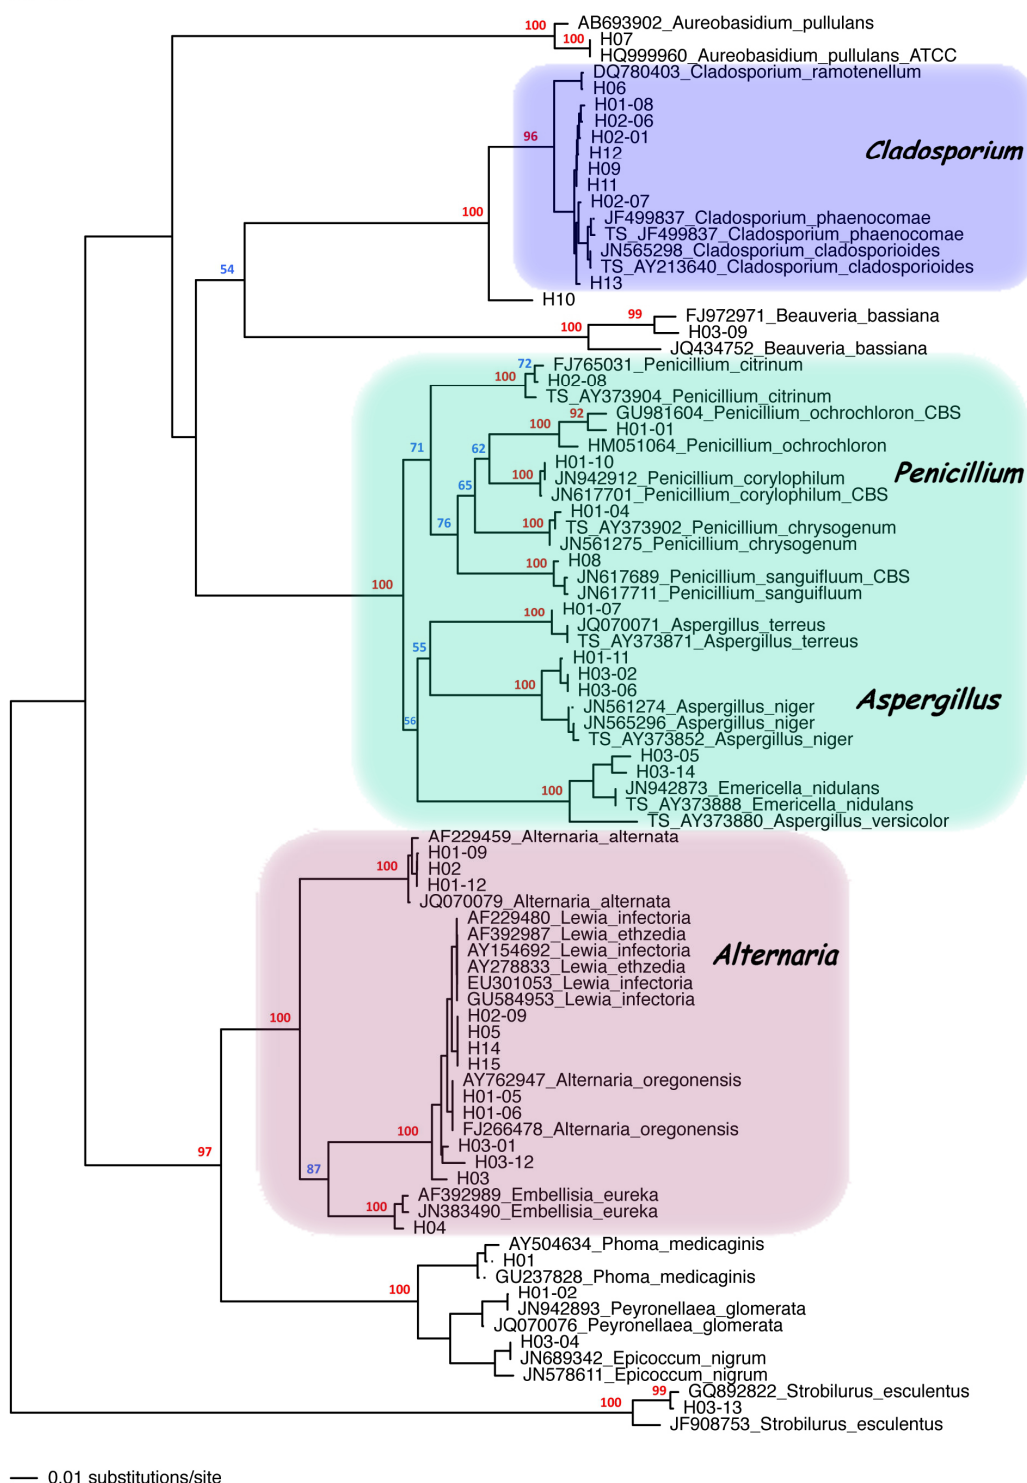 100
AB693902_Aureobasidium_pullulans
100
H07
HQ999960_Aureobasidium_pullulans_ATCC
DQ780403_Cladosporium_ramotenellum
H06
H01-08
H02-06
96
H02-01
Cladosporium
H12
H09
H11
H02-07
100
JF499837_Cladosporium_phaenocomae
TS_JF499837_Cladosporium_phaenocomae
JN565298_Cladosporium_cladosporioides
54
TS_AY213640_Cladosporium_cladosporioides
H13
H10
99
FJ972971_Beauveria_bassiana
100
H03-09
JQ434752_Beauveria_bassiana
72
FJ765031_Penicillium_citrinum
100
H02-08
TS_AY373904_Penicillium_citrinum
92
GU981604_Penicillium_ochrochloron_CBS
100
H01-01
71
62
HM051064_Penicillium_ochrochloron
H01-10
Penicillium
100
JN942912_Penicillium_corylophilum
65
JN617701_Penicillium_corylophilum_CBS
H01-04
76
100
TS_AY373902_Penicillium_chrysogenum
JN561275_Penicillium_chrysogenum
100
H08
JN617689_Penicillium_sanguifluum_CBS
100
JN617711_Penicillium_sanguifluum
100
H01-07
JQ070071_Aspergillus_terreus
55
TS_AY373871_Aspergillus_terreus
H01-11
H03-02
100
H03-06
Aspergillus
JN561274_Aspergillus_niger
56
JN565296_Aspergillus_niger
TS_AY373852_Aspergillus_niger
H03-05
H03-14
100
JN942873_Emericella_nidulans
TS_AY373888_Emericella_nidulans
TS_AY373880_Aspergillus_versicolor
AF229459_Alternaria_alternata
H01-09
100
H02
H01-12
JQ070079_Alternaria_alternata
AF229480_Lewia_infectoria
AF392987_Lewia_ethzedia
AY154692_Lewia_infectoria
Alternaria
AY278833_Lewia_ethzedia
EU301053_Lewia_infectoria
GU584953_Lewia_infectoria
100
H02-09
H05
H14
H15
AY762947_Alternaria_oregonensis
H01-05
H01-06
100
FJ266478_Alternaria_oregonensis
97
H03-01
87
H03-12
H03
AF392989_Embellisia_eureka
100
JN383490_Embellisia_eureka
H04
AY504634_Phoma_medicaginis
H01
100
GU237828_Phoma_medicaginis
H01-02
JN942893_Peyronellaea_glomerata
JQ070076_Peyronellaea_glomerata
H03-04
JN689342_Epicoccum_nigrum
JN578611_Epicoccum_nigrum
99
GQ892822_Strobilurus_esculentus
100
H03-13
JF908753_Strobilurus_esculentus
0.01 substitutions/site